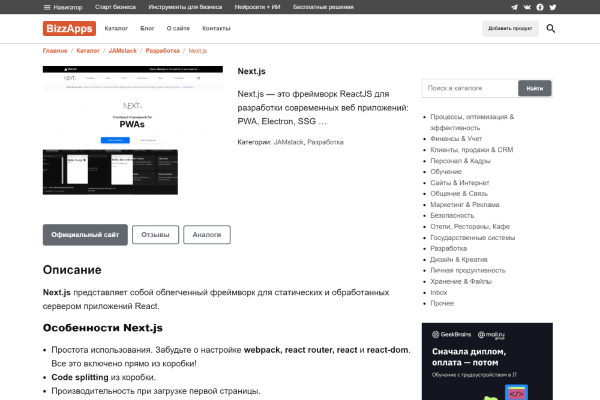 Навигатор Старт бизнеса Инструменты для бизнеса Нейросети + ИИ Бесплатные решения
BizzApps Каталог Блог О сайте Контакты Добавить продукт
Главное / Каталог / JAMstack / Разработка / Next.js
NEXT.
The React Framework for
PWAs
Next.js
Next.js — это фреймворк ReactJS для
разработки современных веб приложений:
PWA, Electron, SSG …
Категории: JAMstack, Разработка
Официальный сайт Отзывы Аналоги
Описание
Next.js представляет собой облегченный фреймворк для статических и обработанных
сервером приложений React.
Особенности Next.js
Простота использования. Забудьте о настройке webpack, react router, react и react-dom.
Все это включено прямо из коробки!
Code splitting из коробки.
Производительность при загрузке первой страницы.
Поиск в каталоге Найти
Процессы, оптимизация &
эффективность
Финансы & Учет
Клиенты, продажи & CRM
Персонал & Кадры
Обучение
Сайты & Интернет
Общение & Связь
Маркетинг & Реклама
Безопасность
Отели, Рестораны, Кафе
Государственные системы
Разработка
Дизайн & Креатив
Личная продуктивность
Хранение & Файлы
Inbox
Прочее
GeekBrains @mail.ru group
Сначала диплом,
оплата — потом
Обучение с трудоустройством в IT